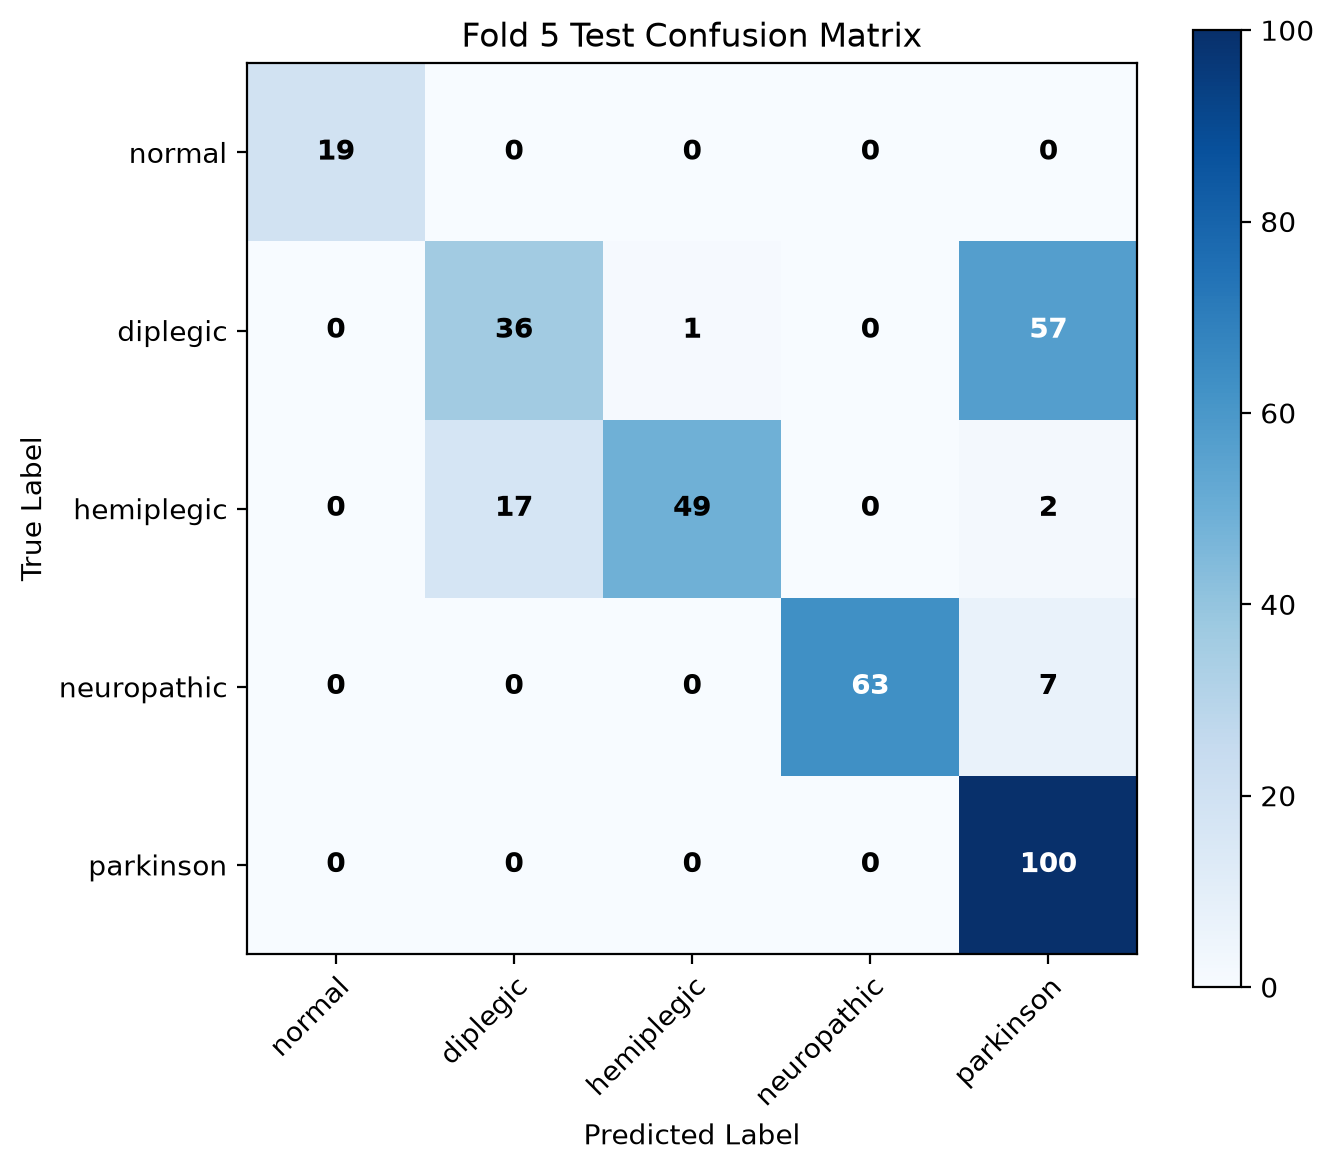 Fold 5 Test Confusion Matrix
normal 19 0 0 0 0
diplegic 0 36 1 0 57
hemiplegic 0 17 49 0 2
neuropathic 0 0 0 63 7
parkinson 0 0 0 0 100
normal diplegic hemiplegic neuropathic parkinson
Predicted Label
True Label
100
80
60
40
20
0